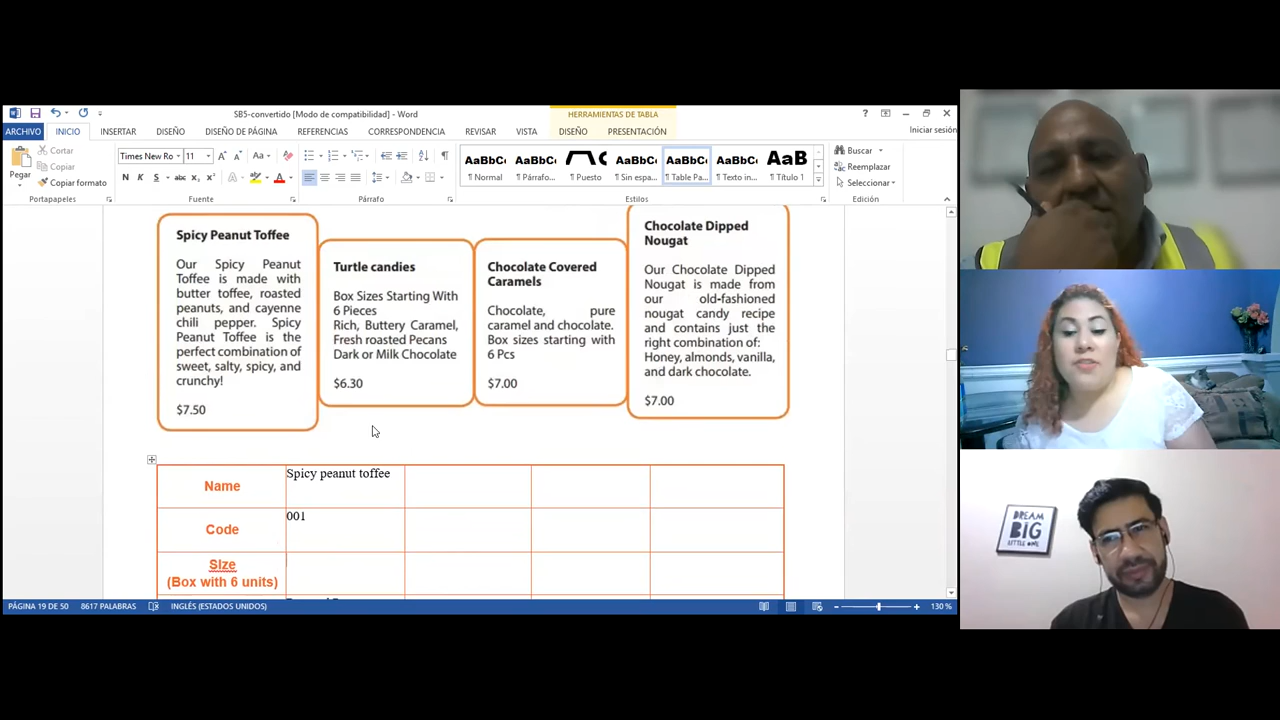 SB5-convertido [Modo de compatibilidad] - Word
HERRAMIENTAS DE TABLA
ARCHIVO INICIO INSERTAR DISEÑO DISEÑO DE PÁGINA REFERENCIAS CORRESPONDENCIA REVISAR VISTA DISEÑO PRESENTACIÓN
Iniciar sesión
Cortar
Copiar
Copiar formato
Pegar
Times New Ro 11
N K S abc x₂ x²
AaBbCc AaBbCc AaBbCc AaBbCc AaBbCc AaB
¶ Normal ¶ Párrafo... ¶ Puesto ¶ Sin espa... ¶ Table Pa... ¶ Texto in... ¶ Título 1
Buscar
Reemplazar
Seleccionar
Portapapeles Fuente Párrafo Estilos Edición
Spicy Peanut Toffee
Our Spicy Peanut
Toffee is made with
butter toffee, roasted
peanuts, and cayenne
chili pepper. Spicy
Peanut Toffee is the
perfect combination of
sweet, salty, spicy, and
crunchy!
$7.50
Turtle candies
Box Sizes Starting With
6 Pieces
Rich, Buttery Caramel,
Fresh roasted Pecans
Dark or Milk Chocolate
$6.30
Chocolate Covered
Caramels
Chocolate, pure
caramel and chocolate.
Box sizes starting with
6 Pcs
$7.00
Chocolate Dipped
Nougat
Our Chocolate Dipped
Nougat is made from
our old-fashioned
nougat candy recipe
and contains just the
right combination of:
Honey, almonds, vanilla,
and dark chocolate.
$7.00
Name Spicy peanut toffee
Code 001
Size
(Box with 6 units)
PÁGINA 19 DE 50 8617 PALABRAS INGLÉS (ESTADOS UNIDOS) 130 %
DREAM
BIG
LITTLE ONE